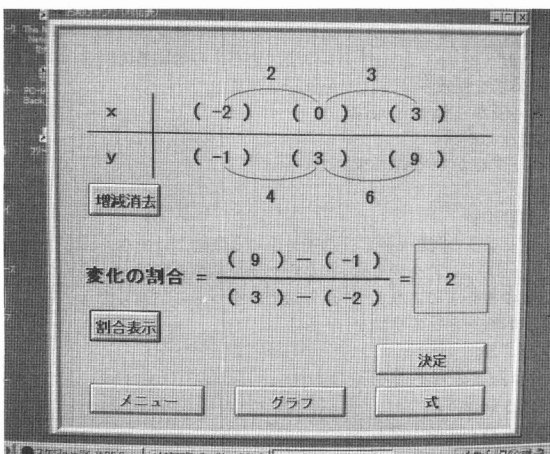 2 3
x ( -2 ) ( 0 ) ( 3 )
y ( -1 ) ( 3 ) ( 9 )
増減消去
4 6
( 9 ) − ( -1 )
変化の割合 = = 2
( 3 ) − ( -2 )
割合表示
決定
メニュー グラフ 式